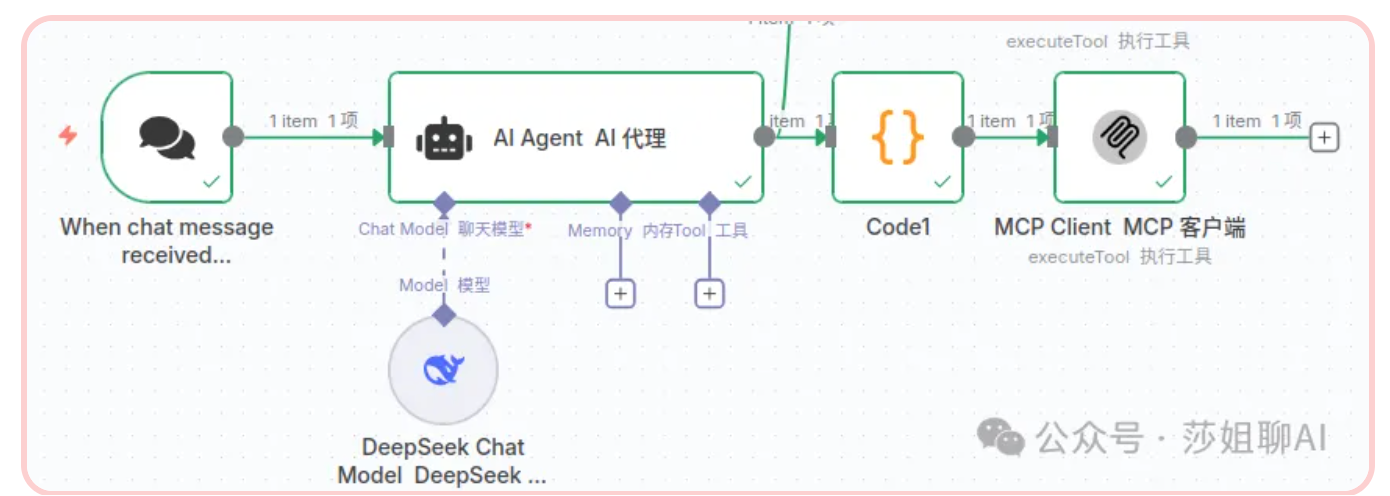 executeTool 执行工具
1 item 1 项
AI Agent AI 代理
item
1 item 1 项
1 item 1 项
When chat message
received...
Chat Model 聊天模型*
Memory 内存
Tool 工具
Code1
MCP Client MCP 客户端
executeTool 执行工具
Model 模型
DeepSeek Chat
Model DeepSeek ...
公众号 · 莎姐聊AI